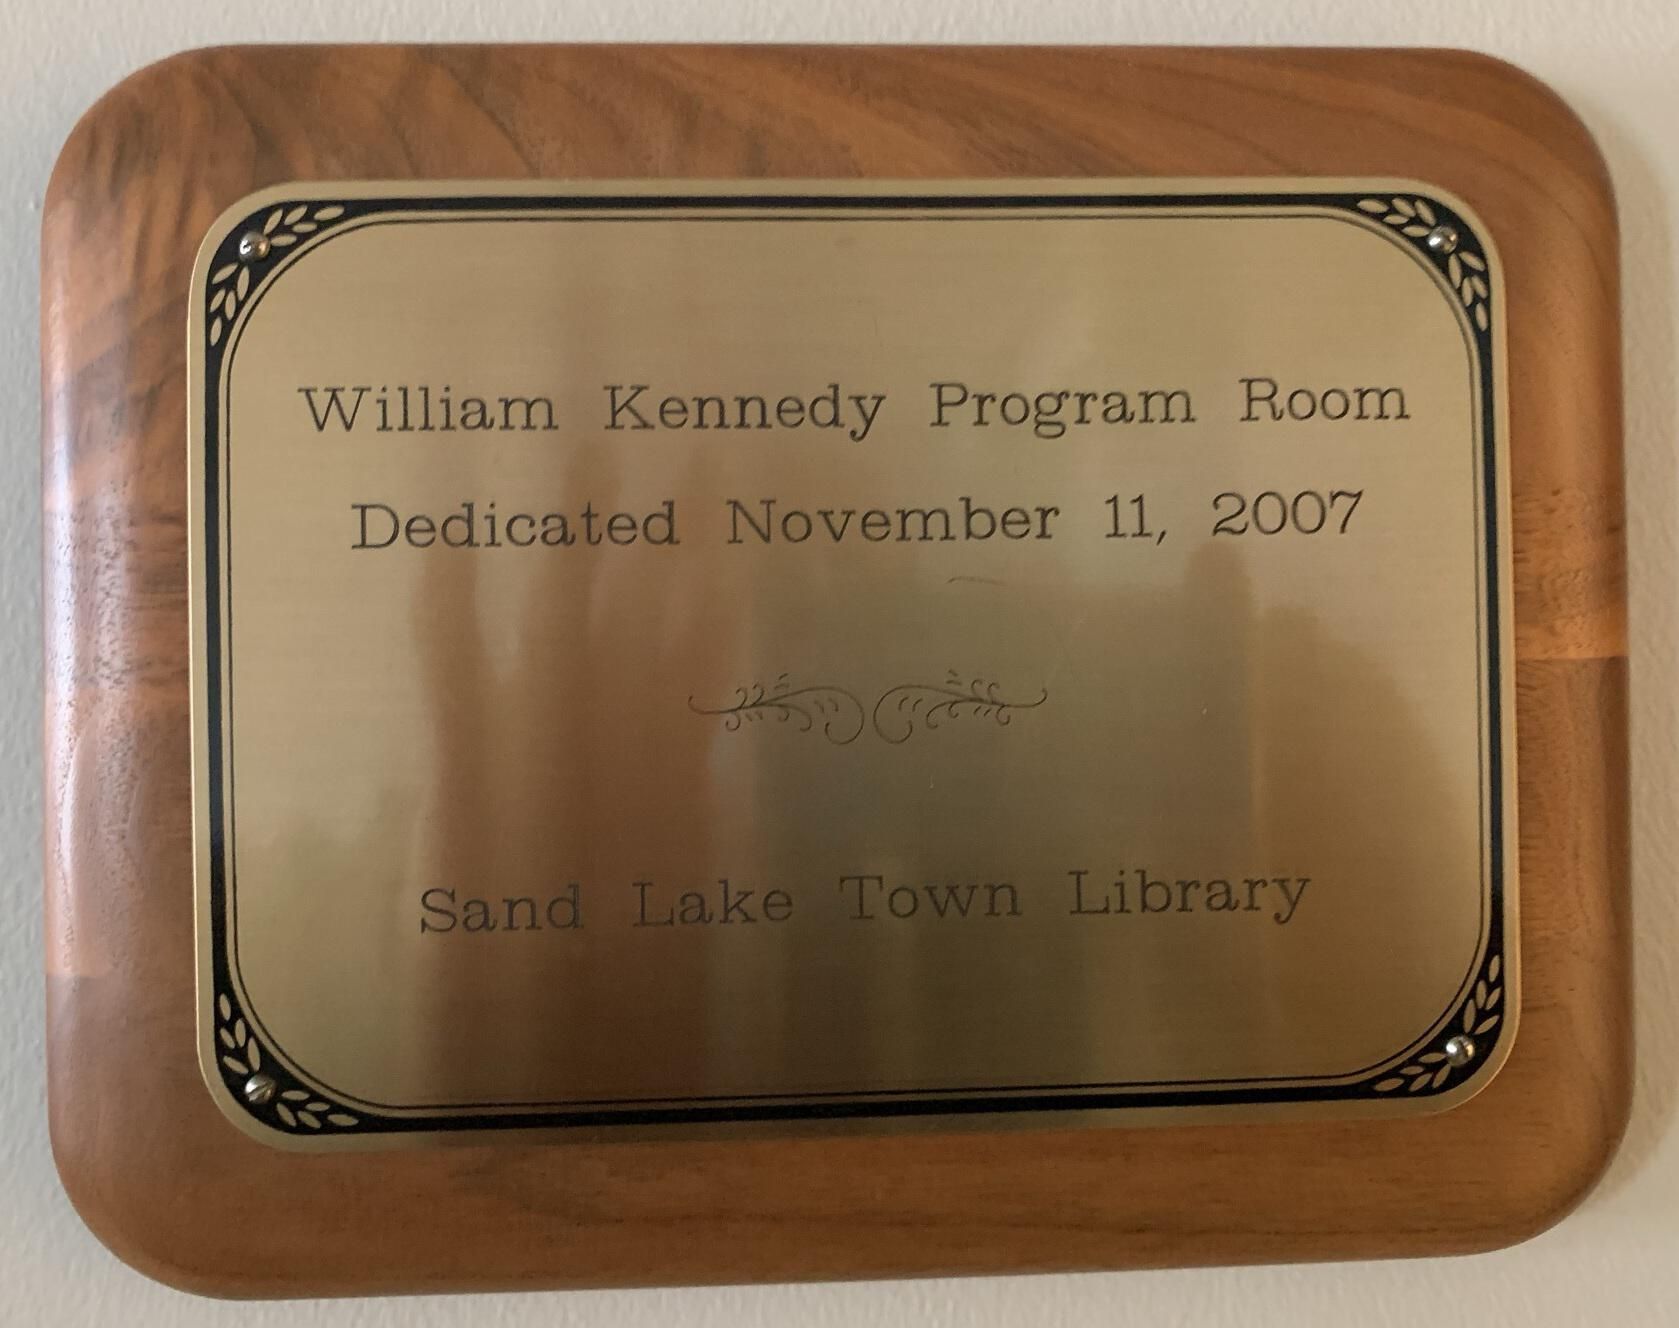 William Kennedy Program Room
Dedicated November 11, 2007
Sand Lake Town Library